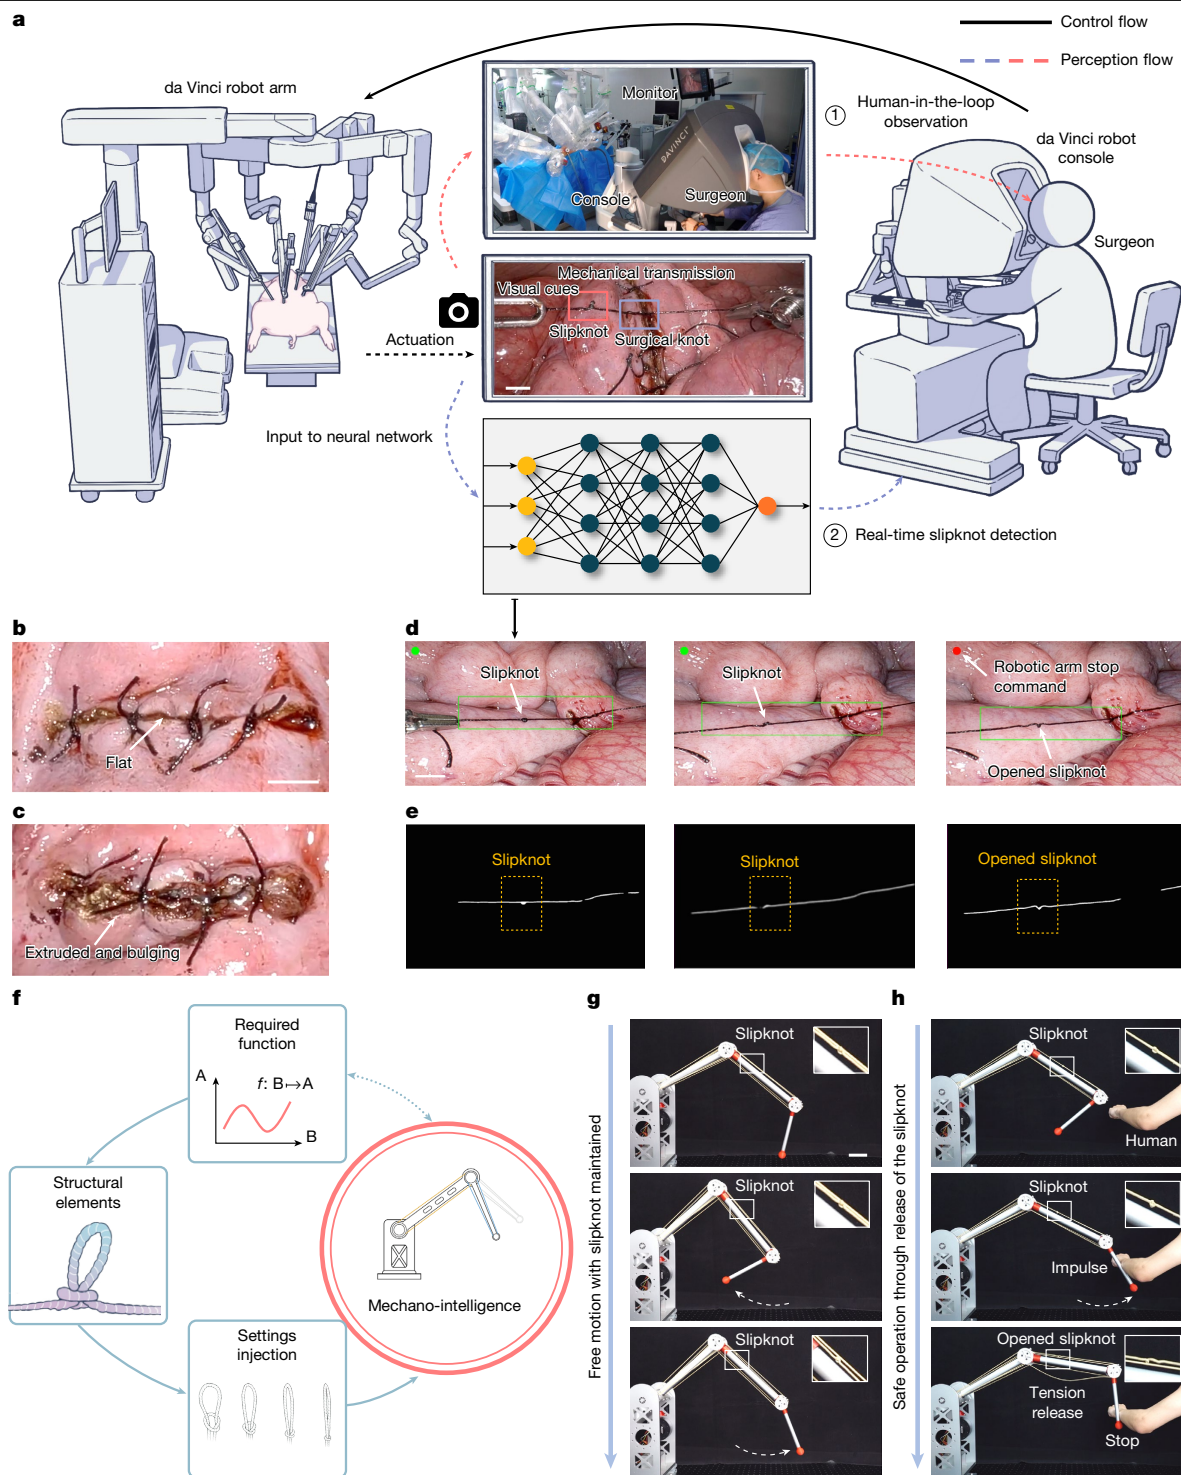 a
Control flow
Perception flow
da Vinci robot arm
Monitor
DAVINCI
Console
Surgeon
1
Human-in-the-loop
observation
da Vinci robot
console
Surgeon
Mechanical transmission
Visual cues
Slipknot
Surgical knot
Actuation
Input to neural network
2
Real-time slipknot detection
b
Flat
c
Extruded and bulging
d
Slipknot
Slipknot
Robotic arm stop
command
Opened slipknot
e
Slipknot
Slipknot
Opened slipknot
f
Required
function
A
f: B↦A
B
Structural
elements
Settings
injection
Mechano-intelligence
g
Free motion with slipknot maintained
Slipknot
Slipknot
Slipknot
h
Safe operation through release of the slipknot
Slipknot
Human
Slipknot
Impulse
Opened slipknot
Tension
release
Stop